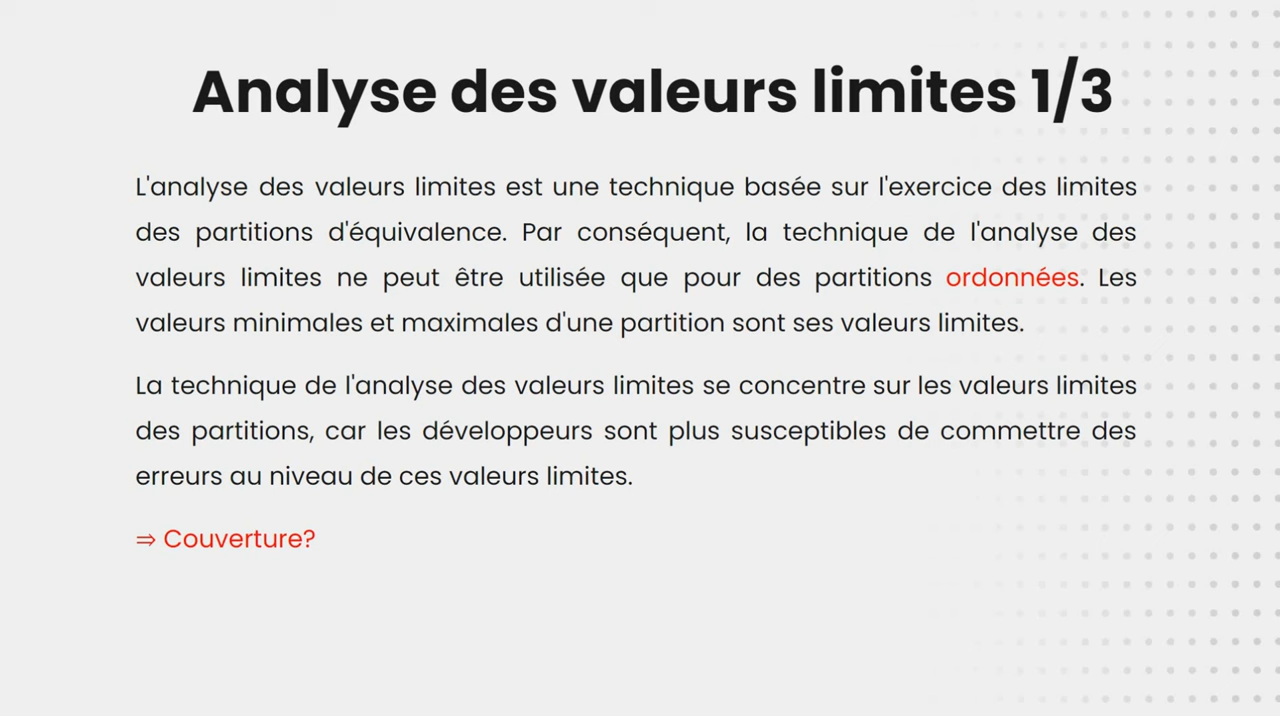 Analyse des valeurs limites 1/3
L'analyse des valeurs limites est une technique basée sur l'exercice des limites
des partitions d'équivalence. Par conséquent, la technique de l'analyse des
valeurs limites ne peut être utilisée que pour des partitions ordonnées. Les
valeurs minimales et maximales d'une partition sont ses valeurs limites.
La technique de l'analyse des valeurs limites se concentre sur les valeurs limites
des partitions, car les développeurs sont plus susceptibles de commettre des
erreurs au niveau de ces valeurs limites.
⇒ Couverture?